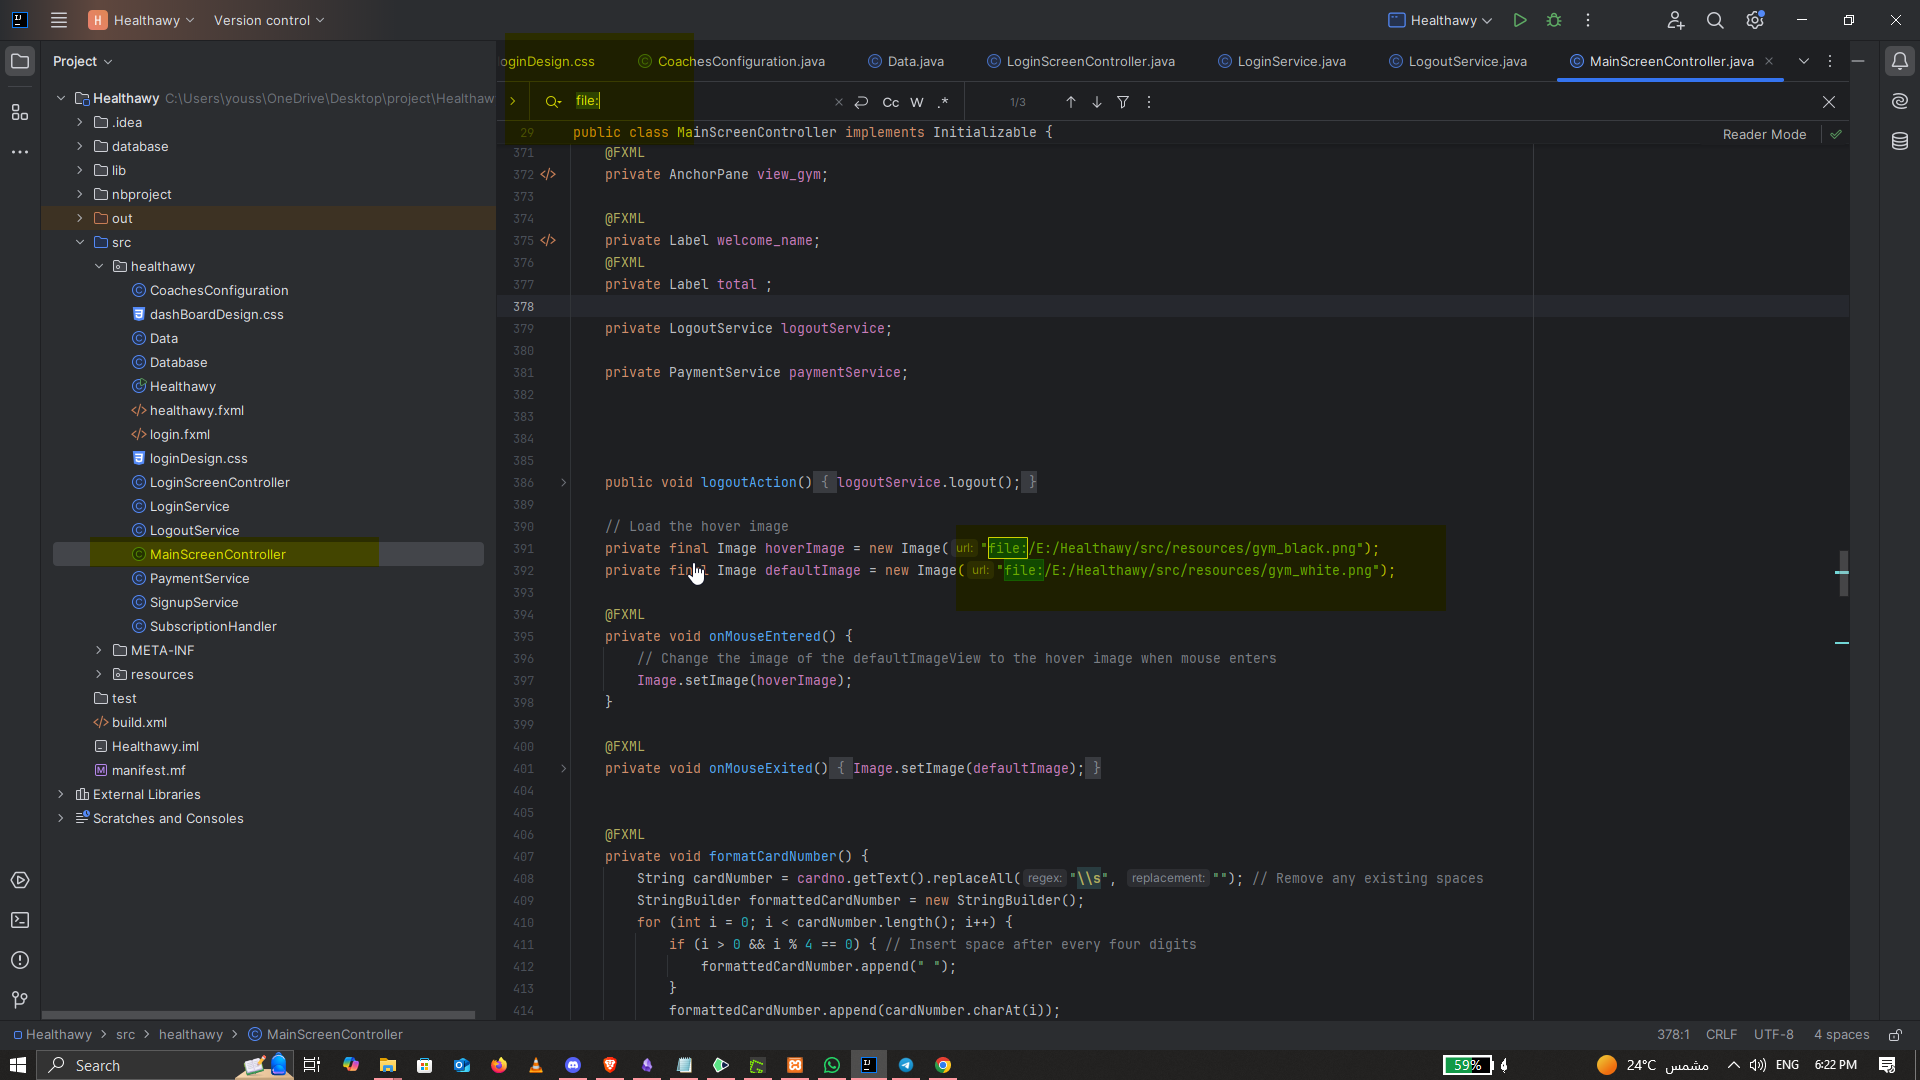 H Healthawy
Version control
Healthawy
Project
oginDesign.css
CoachesConfiguration.java
Data.java
LoginScreenController.java
LoginService.java
LogoutService.java
MainScreenController.java
Healthawy C:\Users\youss\OneDrive\Desktop\project\Healthaw
.idea
database
lib
nbproject
out
src
healthawy
CoachesConfiguration
dashBoardDesign.css
Data
Database
Healthawy
healthawy.fxml
login.fxml
loginDesign.css
LoginScreenController
LoginService
LogoutService
MainScreenController
PaymentService
SignupService
SubscriptionHandler
META-INF
resources
test
build.xml
Healthawy.iml
manifest.mf
External Libraries
Scratches and Consoles
file:
Cc W .*
1/3
Reader Mode
29 public class MainScreenController implements Initializable {
371 @FXML
372 private AnchorPane view_gym;
373
374 @FXML
375 private Label welcome_name;
376 @FXML
377 private Label total ;
378
379 private LogoutService logoutService;
380
381 private PaymentService paymentService;
382
383
384
385
386 public void logoutAction() { logoutService.logout(); }
389
390 // Load the hover image
391 private final Image hoverImage = new Image( url: "file:/E:/Healthawy/src/resources/gym_black.png");
392 private final Image defaultImage = new Image( url: "file:/E:/Healthawy/src/resources/gym_white.png");
393
394 @FXML
395 private void onMouseEntered() {
396 // Change the image of the defaultImageView to the hover image when mouse enters
397 Image.setImage(hoverImage);
398 }
399
400 @FXML
401 private void onMouseExited() { Image.setImage(defaultImage); }
404
405
406 @FXML
407 private void formatCardNumber() {
408 String cardNumber = cardno.getText().replaceAll( regex: "\\s", replacement: ""); // Remove any existing spaces
409 StringBuilder formattedCardNumber = new StringBuilder();
410 for (int i = 0; i < cardNumber.length(); i++) {
411 if (i > 0 && i % 4 == 0) { // Insert space after every four digits
412 formattedCardNumber.append(" ");
413 }
414 formattedCardNumber.append(cardNumber.charAt(i));
Healthawy > src > healthawy > MainScreenController
378:1 CRLF UTF-8 4 spaces
Search
59%
24°C مشمس
ENG
6:22 PM